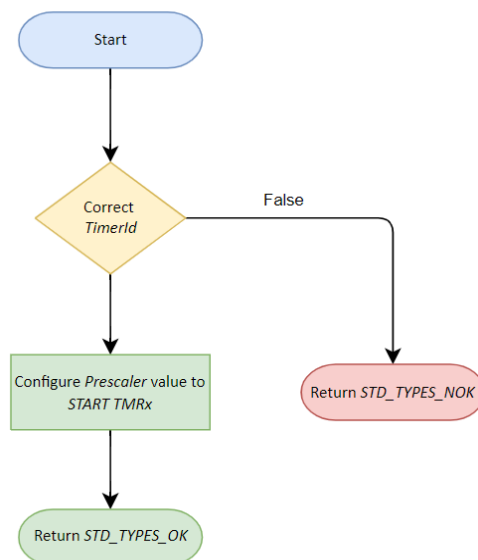 Start
Correct
TimerId
False
Configure Prescaler value to
START TMRx
Return STD_TYPES_NOK
Return STD_TYPES_OK